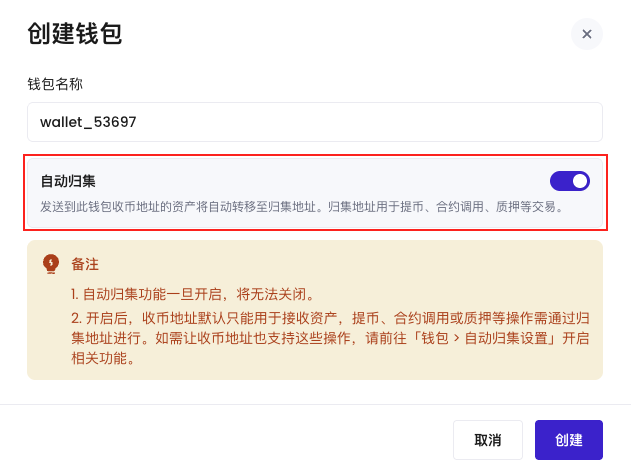 创建钱包
钱包名称
wallet_53697
自动归集
发送到此钱包收币地址的资产将自动转移至归集地址。归集地址用于提币、合约调用、质押等交易。
备注
1. 自动归集功能一旦开启，将无法关闭。
2. 开启后，收币地址默认只能用于接收资产，提币、合约调用或质押等操作需通过归
集地址进行。如需让收币地址也支持这些操作，请前往「钱包 > 自动归集设置」开启
相关功能。
取消
创建